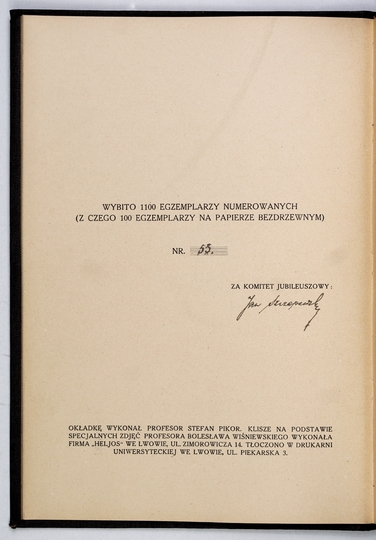 WYBITO 1100 EGZEMPLARZY NUMEROWANYCH
(Z CZEGO 100 EGZEMPLARZY NA PAPIERZE BEZDRZEWNYM)
NR. 55.
ZA KOMITET JUBILEUSZOWY:
Jan
OKŁADKĘ WYKONAŁ PROFESOR STEFAN PIKOR. KLISZE NA PODSTAWIE
SPECJALNYCH ZDJĘĆ PROFESORA BOLESŁAWA WIŚNIEWSKIEGO WYKONAŁA
FIRMA „HELJOS" WE LWOWIE, UL. ZIMOROWICZA 14. TŁOCZONO W DRUKARNI
UNIWERSYTECKIEJ WE LWOWIE, UL. PIEKARSKA 3.